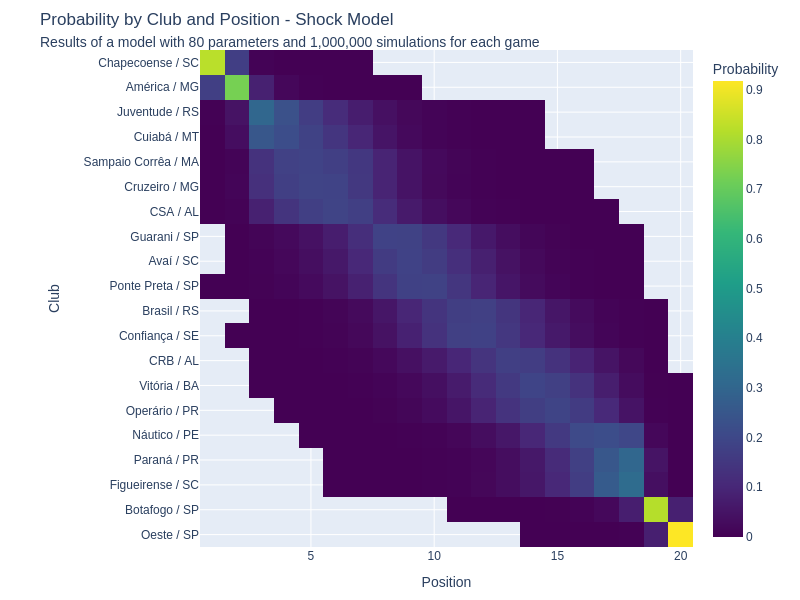 Probability by Club and Position - Shock Model
Results of a model with 80 parameters and 1,000,000 simulations for each game
Probability
Chapecoense / SC
América / MG
Juventude / RS
Cuiabá / MT
Sampaio Corrêa / MA
Cruzeiro / MG
CSA / AL
Guarani / SP
Avaí / SC
Ponte Preta / SP
Brasil / RS
Confiança / SE
CRB / AL
Vitória / BA
Operário / PR
Náutico / PE
Paraná / PR
Figueirense / SC
Botafogo / SP
Oeste / SP
Club
5
10
15
20
Position
0.9
0.8
0.7
0.6
0.5
0.4
0.3
0.2
0.1
0